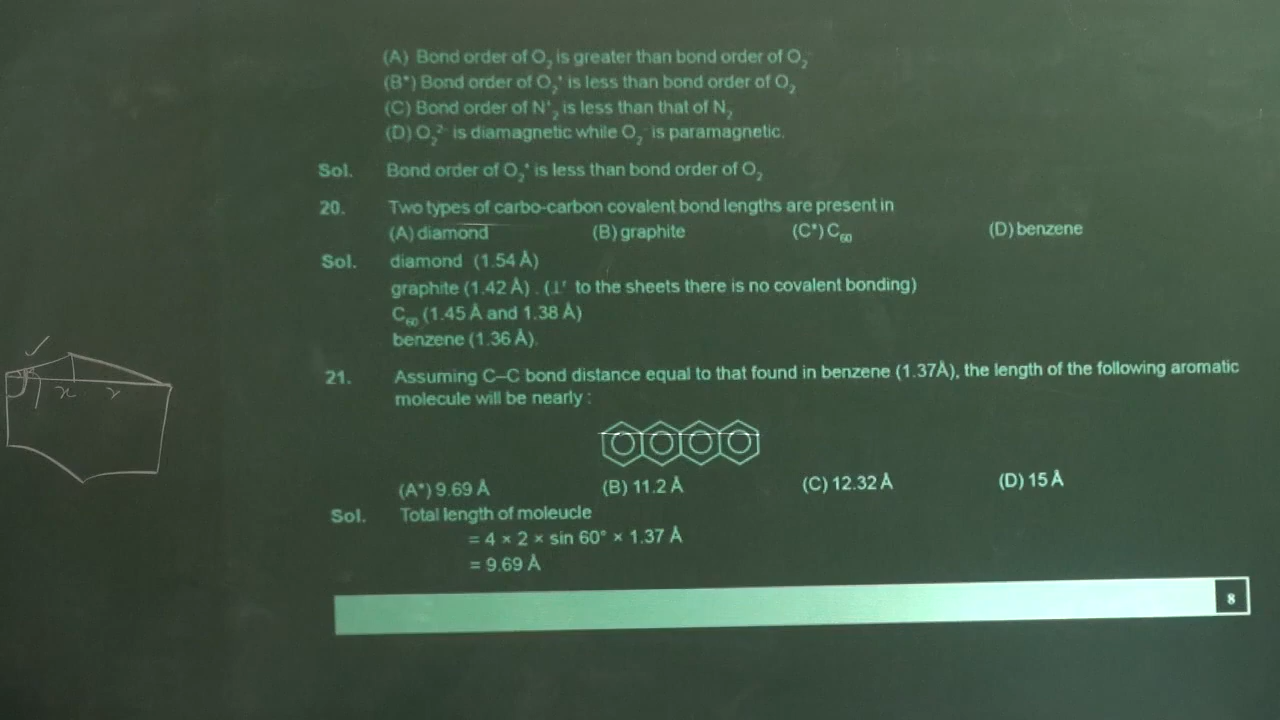 (A) Bond order of O₂ is greater than bond order of O₂⁻
(B*) Bond order of O₂⁺ is less than bond order of O₂
(C) Bond order of N⁺₂ is less than that of N₂
(D) O₂²⁻ is diamagnetic while O₂⁻ is paramagnetic.
Sol. Bond order of O₂⁺ is less than bond order of O₂
20. Two types of carbo-carbon covalent bond lengths are present in
(A) diamond (B) graphite (C*) C₆₀ (D) benzene
Sol. diamond (1.54 Å)
graphite (1.42 Å) . (⊥ʳ to the sheets there is no covalent bonding)
C₆₀ (1.45 Å and 1.38 Å)
benzene (1.36 Å).
21. Assuming C–C bond distance equal to that found in benzene (1.37Å), the length of the following aromatic
molecule will be nearly :
x x
(A*) 9.69 Å (B) 11.2 Å (C) 12.32 Å (D) 15 Å
Sol. Total length of moleucle
= 4 × 2 × sin 60° × 1.37 Å
= 9.69 Å
8